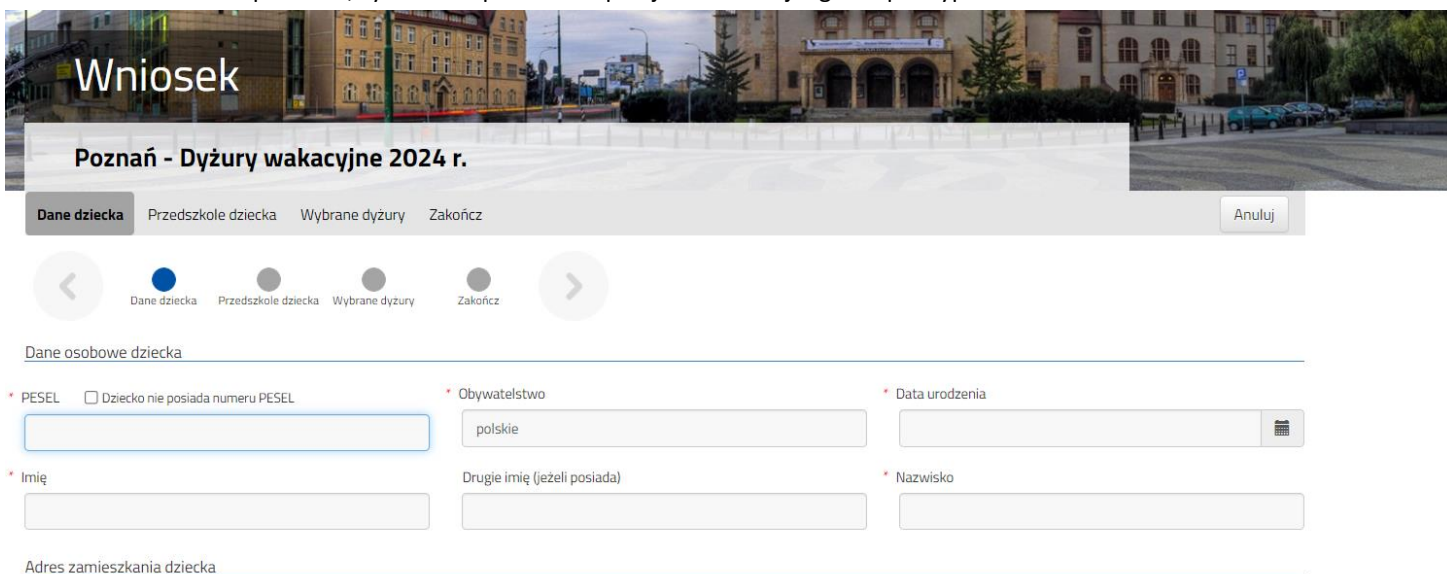 Wniosek
Poznań - Dyżury wakacyjne 2024 r.
Dane dziecka Przedszkole dziecka Wybrane dyżury Zakończ Anuluj
Dane dziecka Przedszkole dziecka Wybrane dyżury Zakończ
Dane osobowe dziecka
* PESEL Dziecko nie posiada numeru PESEL * Obywatelstwo * Data urodzenia
polskie
* Imię Drugie imię (jeżeli posiada) * Nazwisko
Adres zamieszkania dziecka